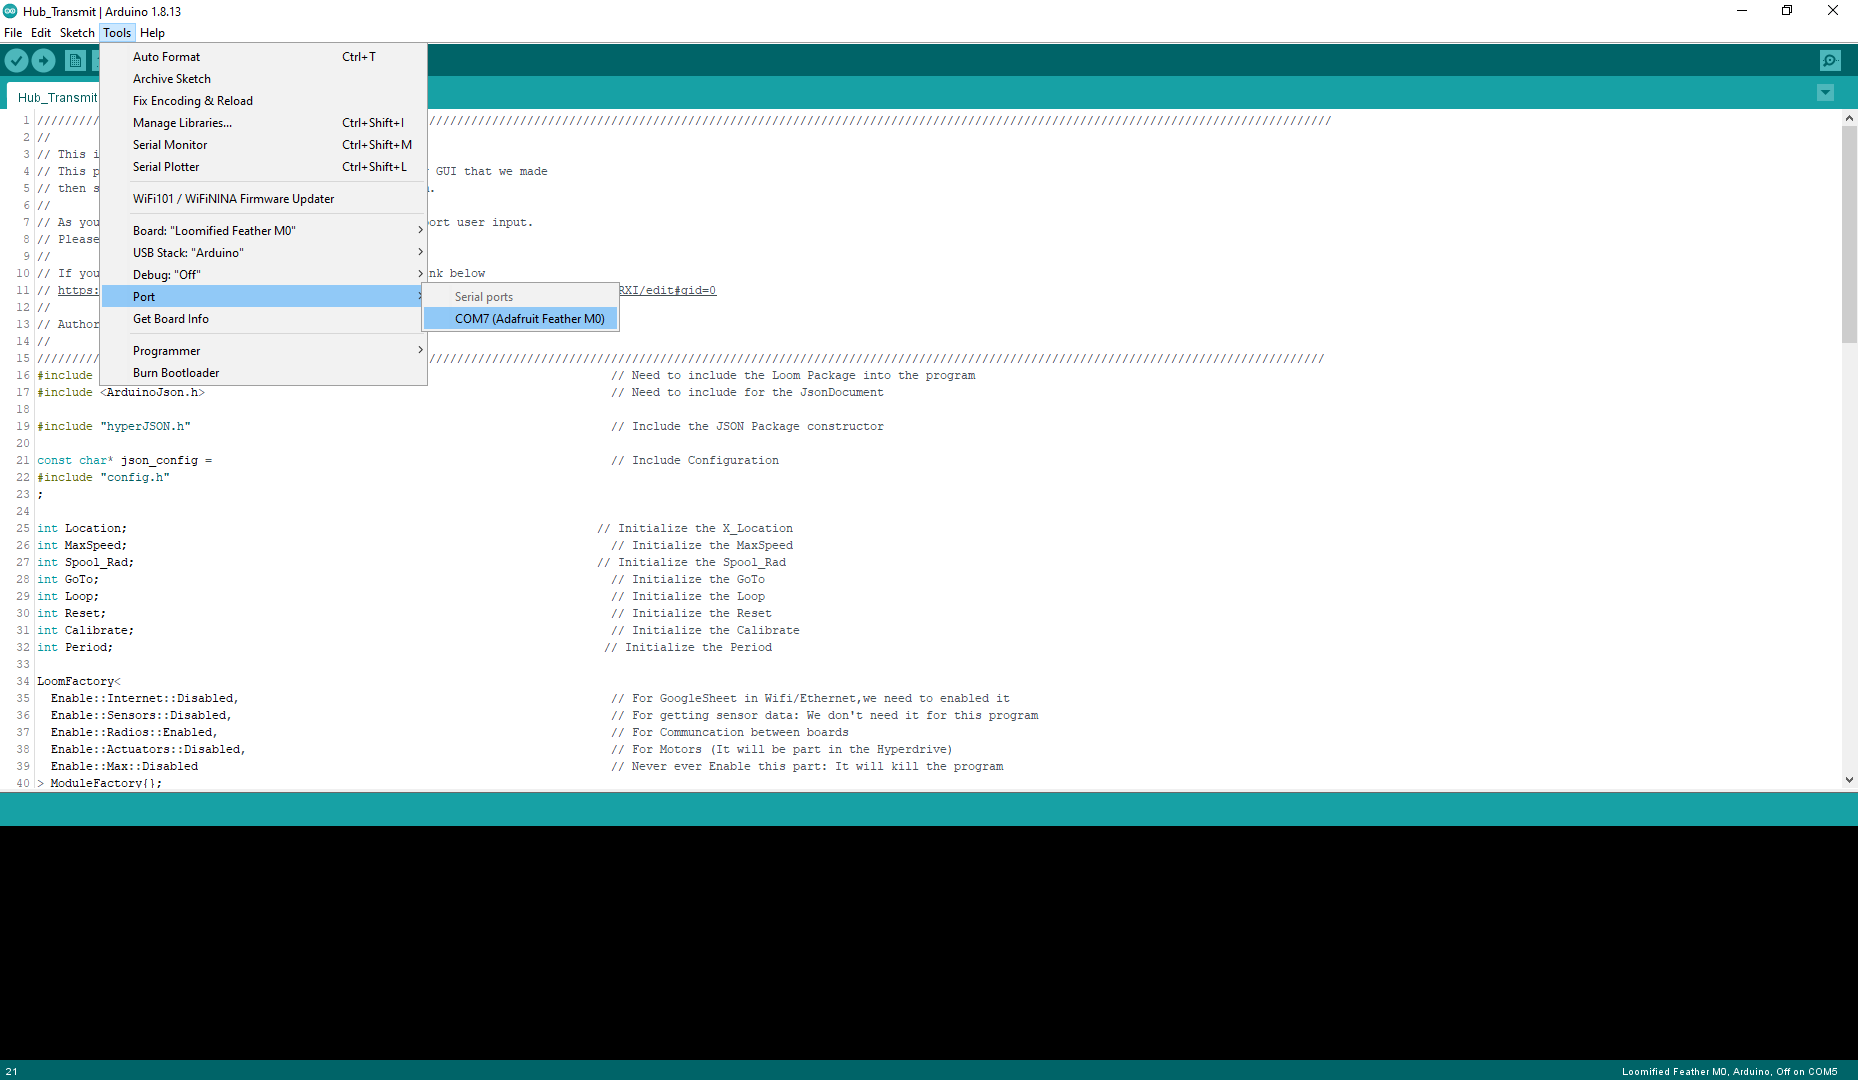 Hub_Transmit | Arduino 1.8.13
File Edit Sketch Tools Help
Auto Format Ctrl+T
Archive Sketch
Fix Encoding & Reload
Manage Libraries... Ctrl+Shift+I
Serial Monitor Ctrl+Shift+M
Serial Plotter Ctrl+Shift+L
WiFi101 / WiFiNINA Firmware Updater
Board: "Loomified Feather M0"
USB Stack: "Arduino"
Debug: "Off"
Port
Get Board Info
Programmer
Burn Bootloader
Serial ports
COM7 (Adafruit Feather M0)
Hub_Transmit
1
2 //
3 // This i
4 // This p GUI that we made
5 // then s
6 //
7 // As you ort user input.
8 // Please
9 //
10 // If you nk below
11 // https: RXI/edit#gid=0
12 //
13 // Author
14 //
15
16 #include // Need to include the Loom Package into the program
17 #include <ArduinoJson.h> // Need to include for the JsonDocument
18
19 #include "hyperJSON.h" // Include the JSON Package constructor
20
21 const char* json_config = // Include Configuration
22 #include "config.h"
23 ;
24
25 int Location; // Initialize the X_Location
26 int MaxSpeed; // Initialize the MaxSpeed
27 int Spool_Rad; // Initialize the Spool_Rad
28 int GoTo; // Initialize the GoTo
29 int Loop; // Initialize the Loop
30 int Reset; // Initialize the Reset
31 int Calibrate; // Initialize the Calibrate
32 int Period; // Initialize the Period
33
34 LoomFactory<
35 Enable::Internet::Disabled, // For GoogleSheet in Wifi/Ethernet,we need to enabled it
36 Enable::Sensors::Disabled, // For getting sensor data: We don't need it for this program
37 Enable::Radios::Enabled, // For Communcation between boards
38 Enable::Actuators::Disabled, // For Motors (It will be part in the Hyperdrive)
39 Enable::Max::Disabled // Never ever Enable this part: It will kill the program
40 > ModuleFactory{};
21
Loomified Feather M0, Arduino, Off on COM5